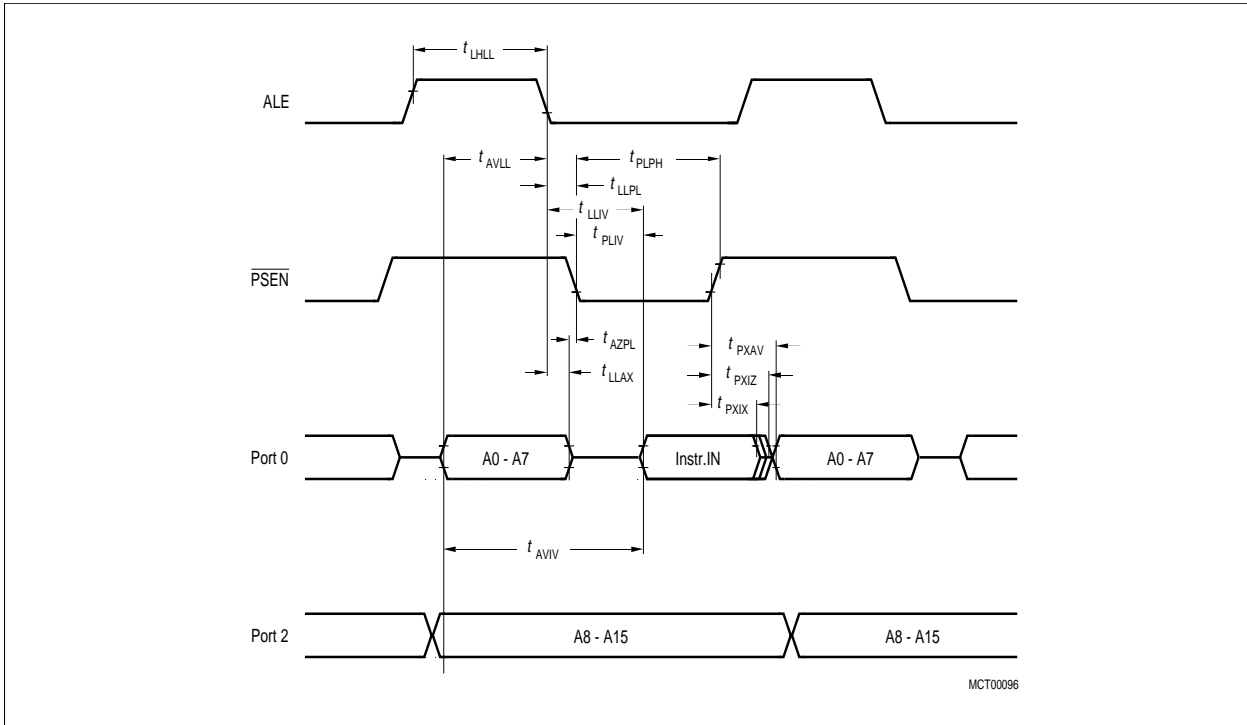 t LHLL
ALE
t AVLL
t PLPH
t LLPL
t LLIV
t PLIV
PSEN
t AZPL
t PXAV
t LLAX
t PXIZ
t PXIX
Port 0
A0 - A7
Instr.IN
A0 - A7
t AVIV
Port 2
A8 - A15
A8 - A15
MCT00096